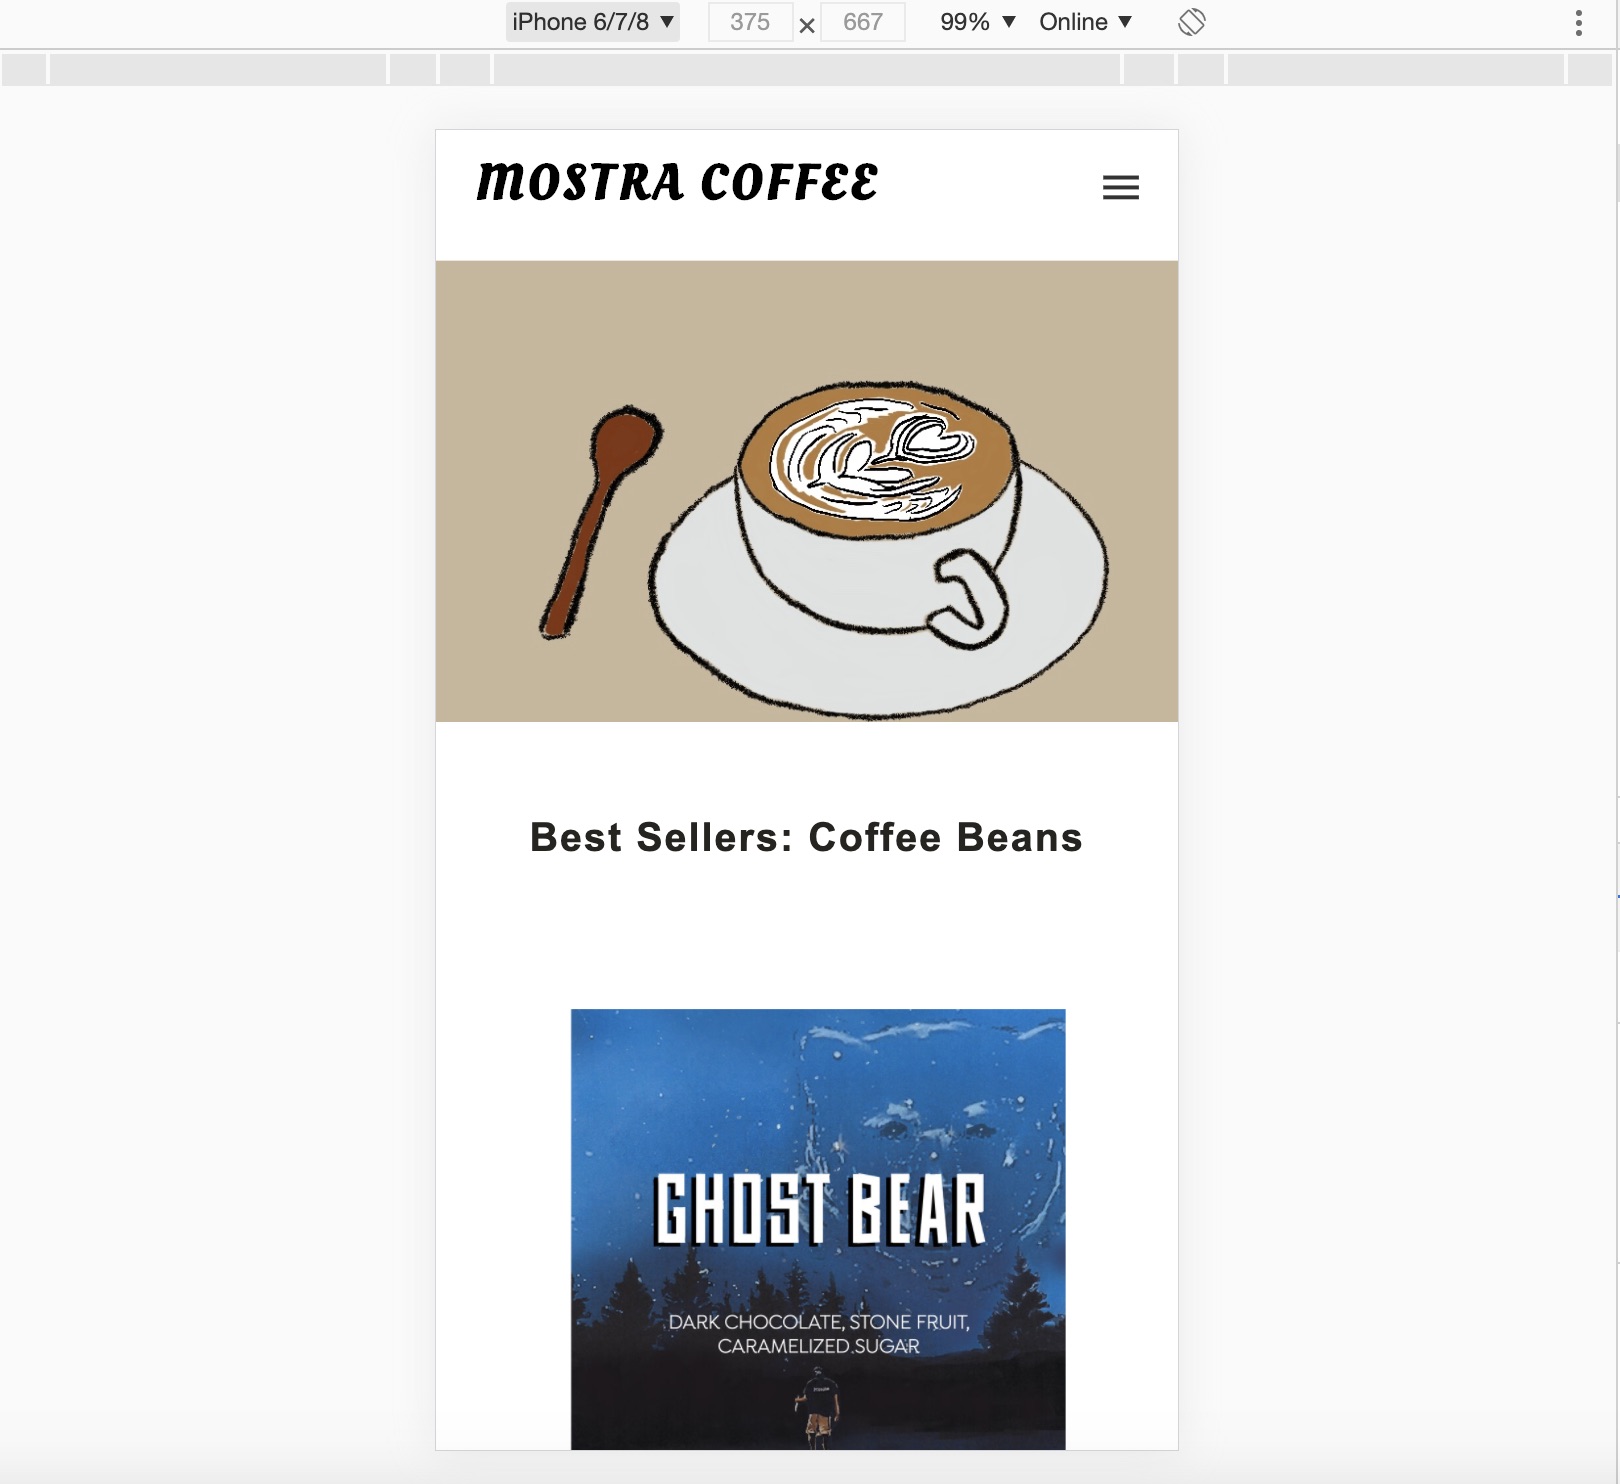 iPhone 6/7/8 ▼ 375 × 667 99% ▼ Online ▼
MOSTRA COFFEE
Best Sellers: Coffee Beans
GHOST BEAR
DARK CHOCOLATE, STONE FRUIT,
CARAMELIZED SUGAR